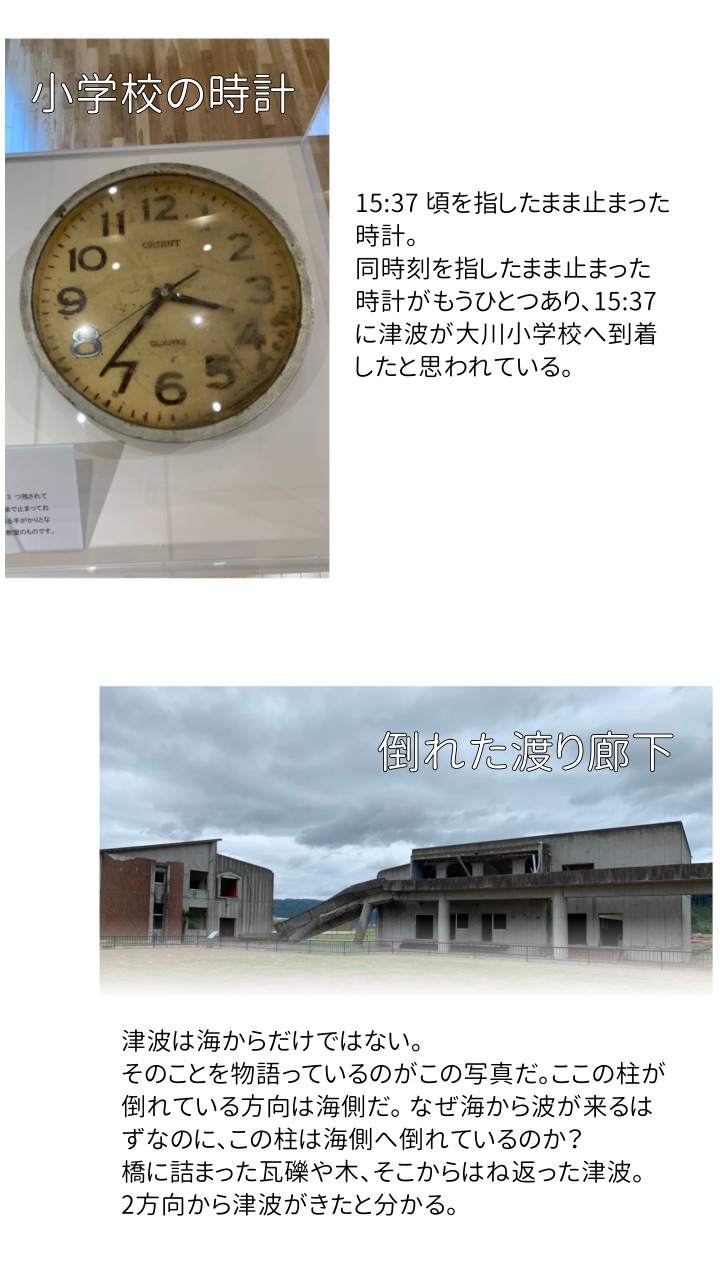 小学校の時計
12
11
10
9
8
7
6
5
4
3
2
ORIENT
QUARTZ
3 つ残されて
後で止まってお
る手がかりとな
教室のものです。
15:37 頃を指したまま止まった
時計。
同時刻を指したまま止まった
時計がもうひとつあり、15:37
に津波が大川小学校へ到着
したと思われている。
倒れた渡り廊下
津波は海からだけではない。
そのことを物語っているのがこの写真だ。ここの柱が
倒れている方向は海側だ。なぜ海から波が来るは
ずなのに、この柱は海側へ倒れているのか?
橋に詰まった瓦礫や木、そこからはね返った津波。
2方向から津波がきたと分かる。